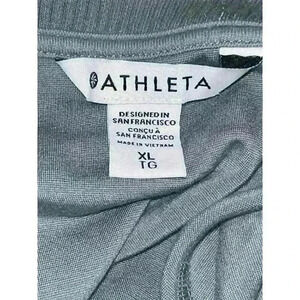 ATHLETA
DESIGNED IN
SAN FRANCISCO
CONÇU À
SAN FRANCISCO
MADE IN VIETNAM
XL
TG